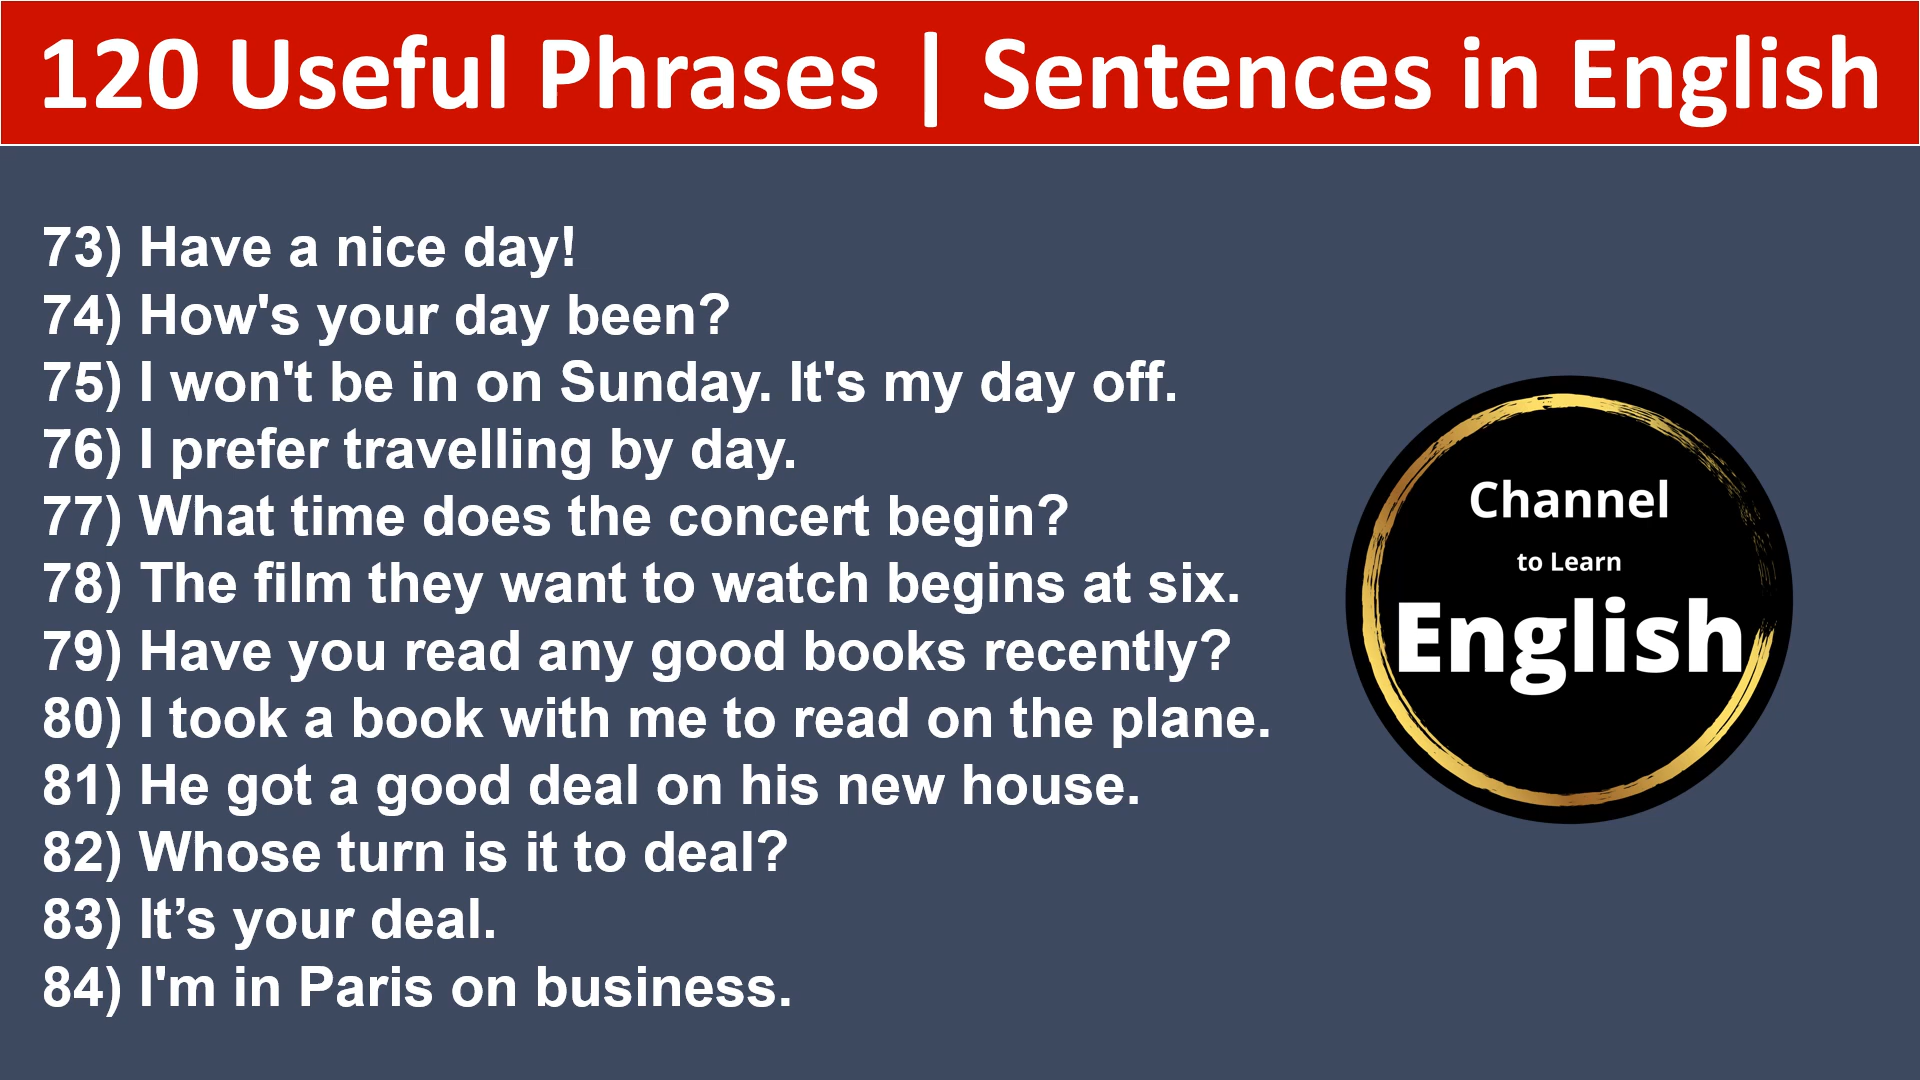 120 Useful Phrases | Sentences in English
73) Have a nice day!
74) How's your day been?
75) I won't be in on Sunday. It's my day off.
76) I prefer travelling by day.
77) What time does the concert begin?
78) The film they want to watch begins at six.
79) Have you read any good books recently?
80) I took a book with me to read on the plane.
81) He got a good deal on his new house.
82) Whose turn is it to deal?
83) It’s your deal.
84) I'm in Paris on business.
Channel
to Learn
English